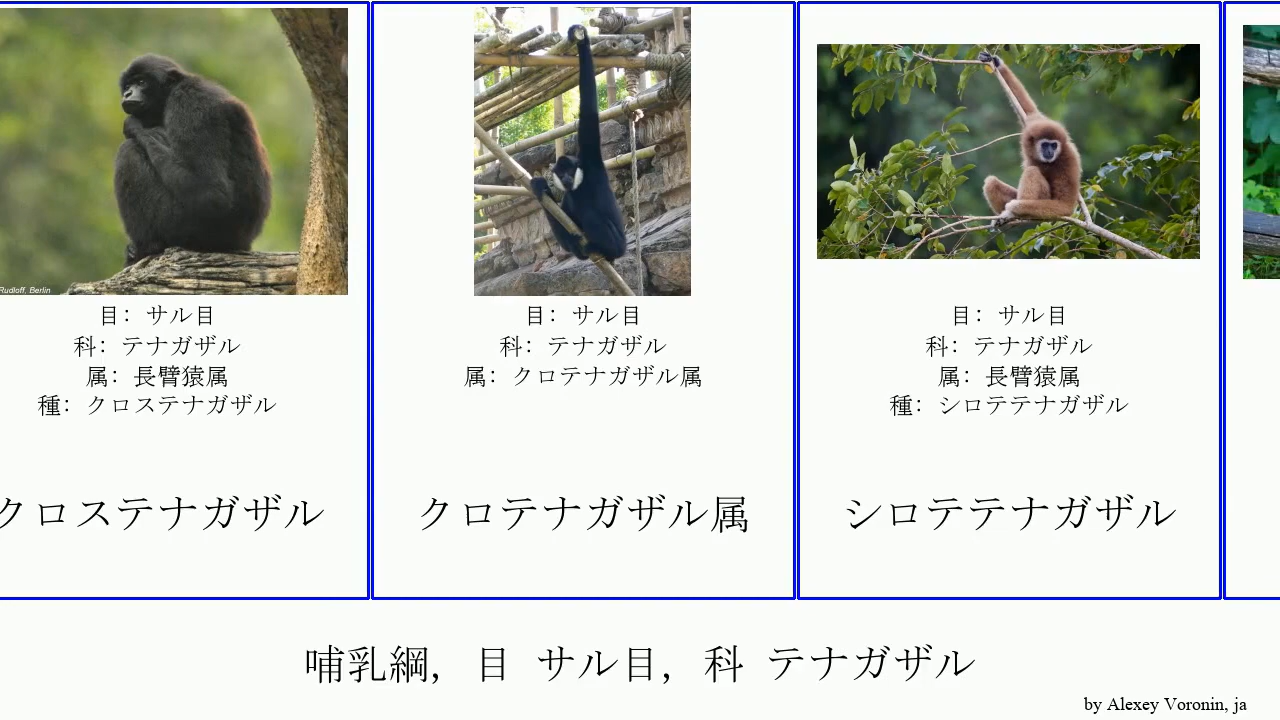 Rudloff, Berlin
目: サル目
科: テナガザル
属: 長臂猿属
種: クロステナガザル
クロステナガザル
目: サル目
科: テナガザル
属: クロテナガザル属
クロテナガザル属
目: サル目
科: テナガザル
属: 長臂猿属
種: シロテテナガザル
シロテテナガザル
哺乳綱, 目 サル目, 科 テナガザル
by Alexey Voronin, ja